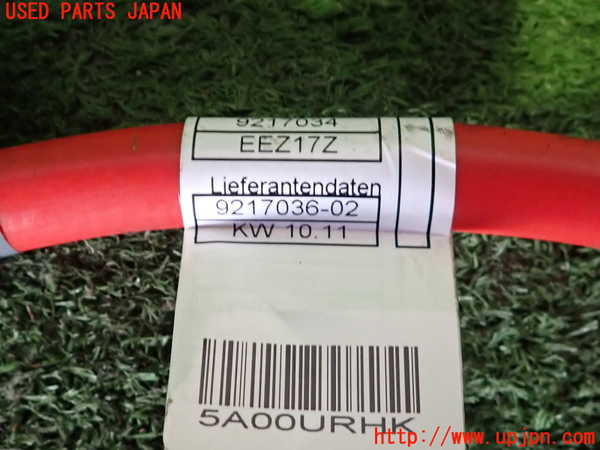 USED PARTS JAPAN
9217034
EEZ17Z
Lieferantendaten
9217036-02
KW 10.11
5A00URHK
http://www.upjpn.com